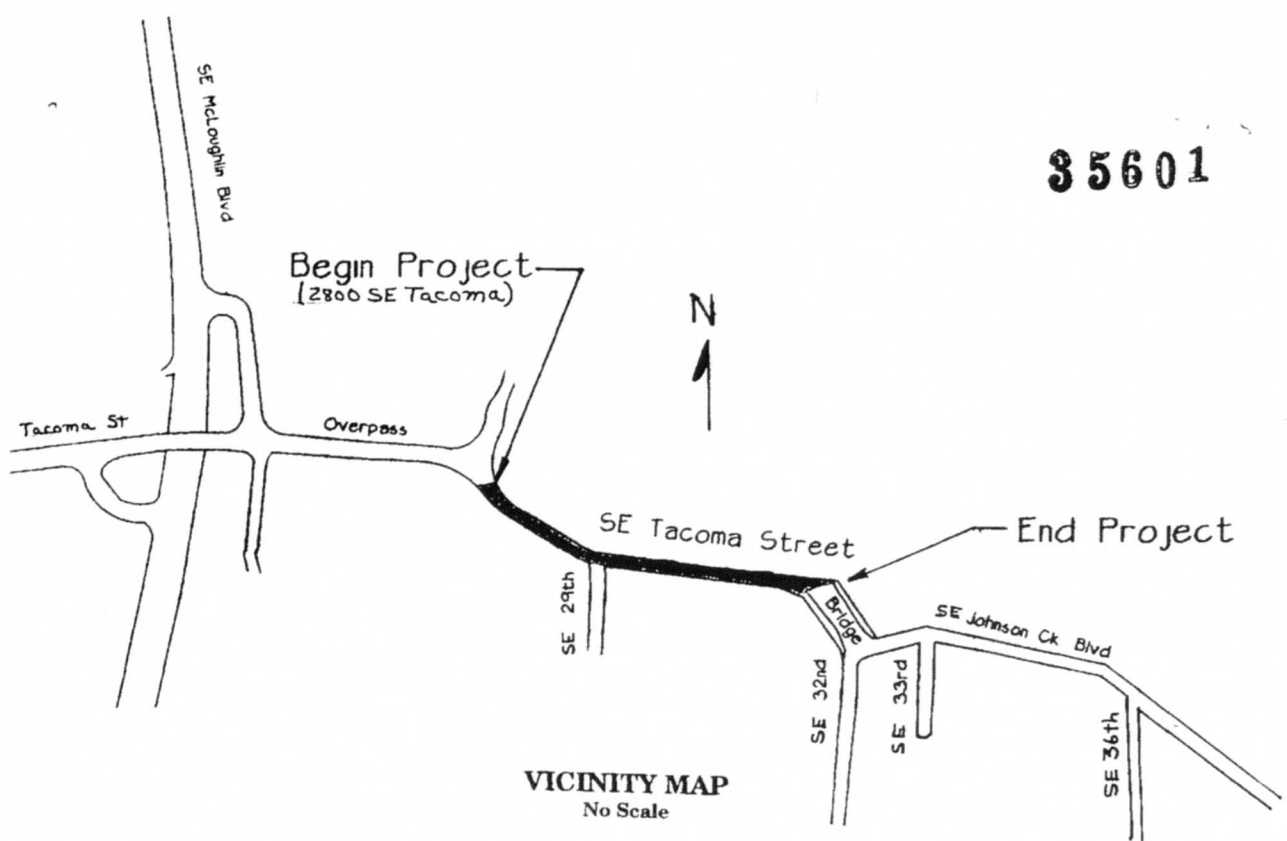 SE McLoughlin Blvd
35601
Begin Project
(2800 SE Tacoma)
N
Tacoma St
Overpass
SE Tacoma Street
End Project
SE 29th
Bridge
SE Johnson Ck Blvd
SE 32nd
SE 33rd
SE 36th
VICINITY MAP
No Scale